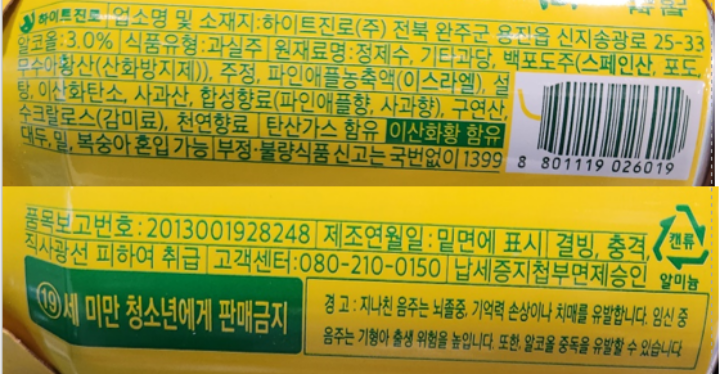 하이트진로 업소명 및 소재지:하이트진로(주) 전북 완주군 용진읍 신지송광로 25-33
알코올:3.0% 식품유형:과실주 원재료명:정제수, 기타과당, 백포도주(스페인산, 포도,
무수아황산(산화방지제)), 주정, 파인애플농축액(이스라엘), 설
탕, 이산화탄소, 사과산, 합성향료(파인애플향, 사과향), 구연산,
수크랄로스(감미료), 천연향료 탄산가스 함유 이산화황 함유
대두, 밀, 복숭아 혼입 가능 부정·불량식품 신고는 국번없이 1399
8 801119 026019
품목보고번호:2013001928248 제조연월일:밑면에 표시 결빙, 충격,
직사광선 피하여 취급 고객센터:080-210-0150 납세증지첩부면제승인
캔류
알미늄
19세 미만 청소년에게 판매금지
경 고 : 지나친 음주는 뇌졸중, 기억력 손상이나 치매를 유발합니다. 임신 중
음주는 기형아 출생 위험을 높입니다. 또한, 알코올 중독을 유발할 수 있습니다.